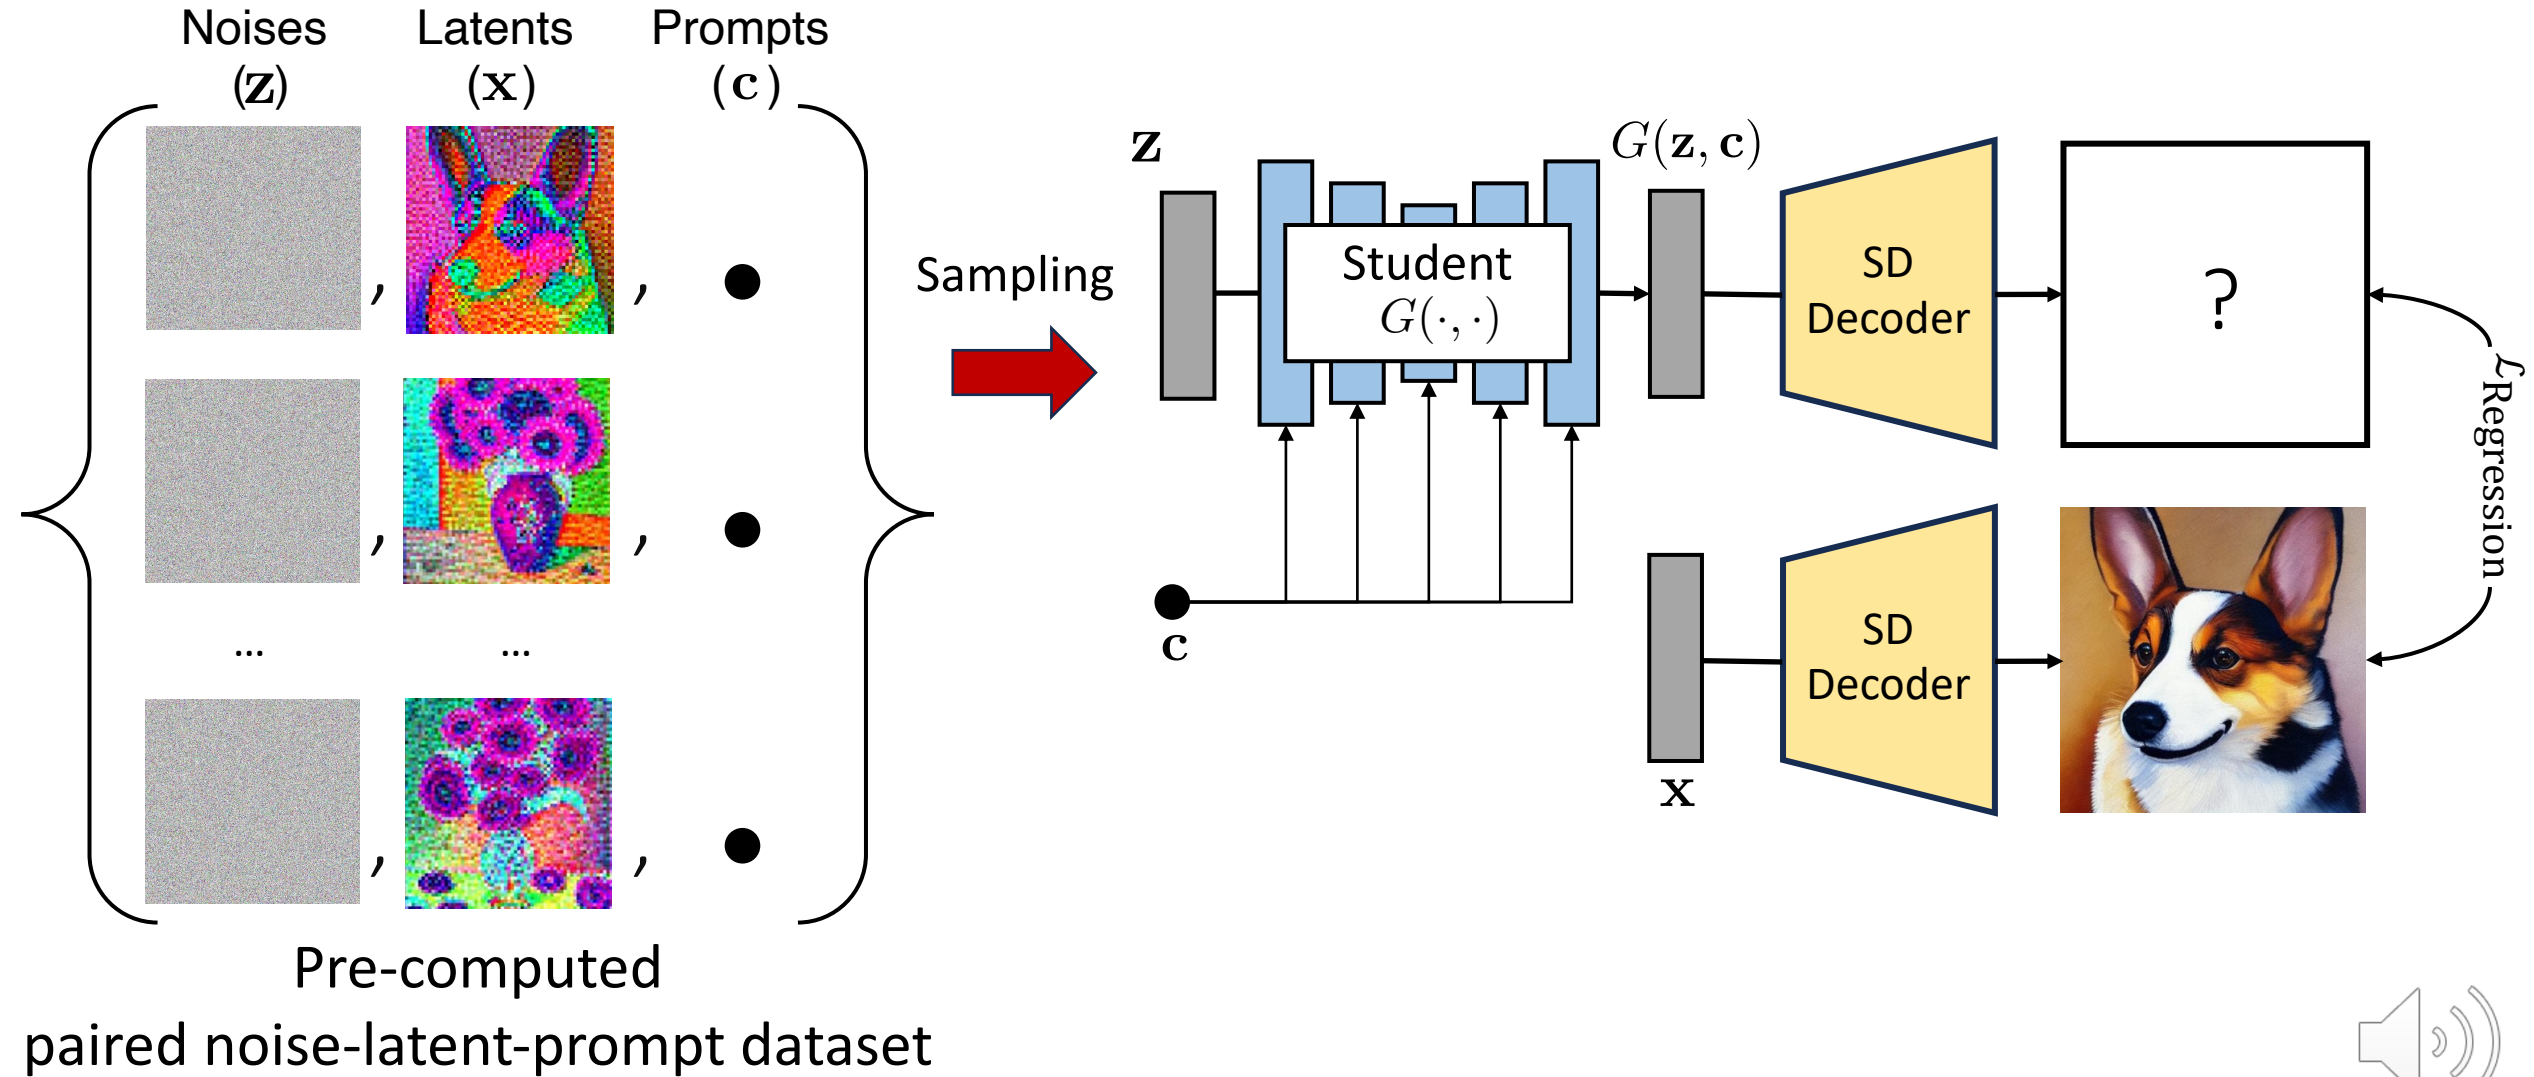 Noises Latents Prompts
(z) (x) (c)
, ,
, ,
... ...
, ,
Pre-computed
paired noise-latent-prompt dataset
Sampling
z
Student
G(·, ·)
c
G(z, c)
SD
Decoder
?
x
SD
Decoder
ℒRegression